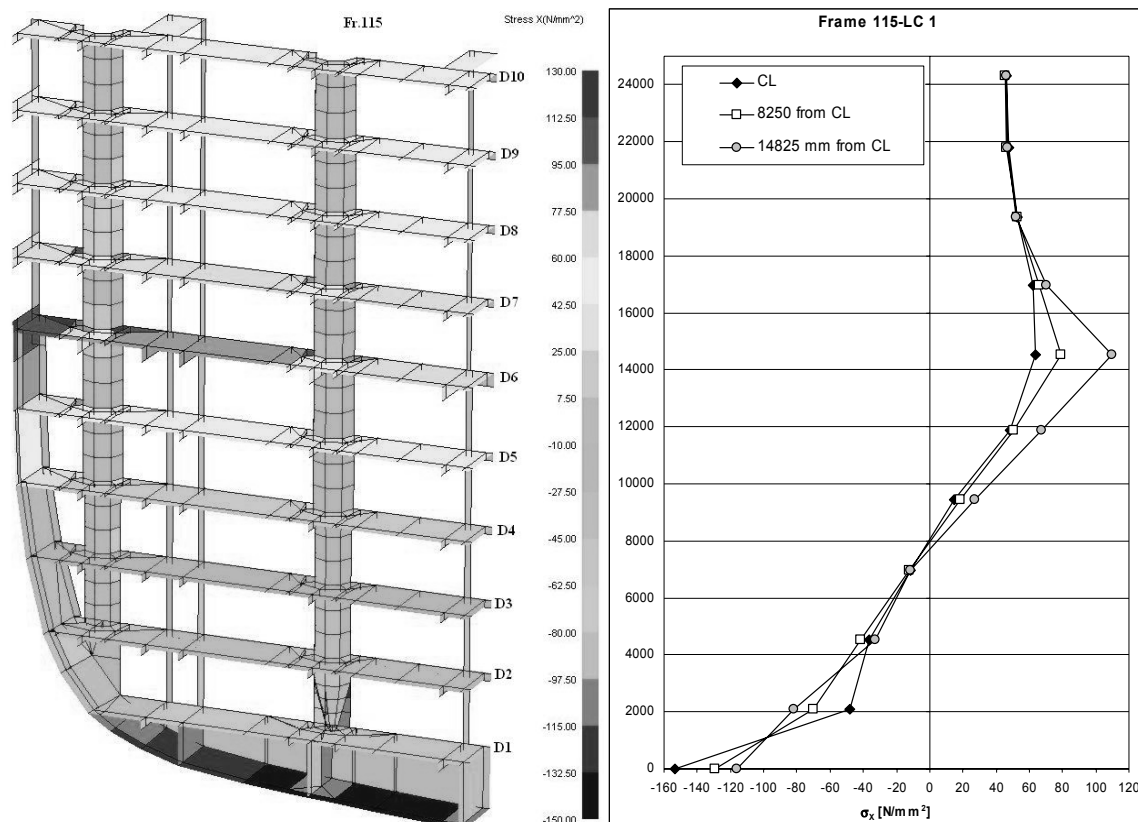 Fr.115
Stress X(N/mm^2)
130.00
112.50
95.00
77.50
60.00
42.50
25.00
7.50
-10.00
-27.50
-45.00
-62.50
-80.00
-97.50
-115.00
-132.50
-150.00
D10
D9
D8
D7
D6
D5
D4
D3
D2
D1
Frame 115-LC 1
CL
8250 from CL
14825 mm from CL
24000
22000
20000
18000
16000
14000
12000
10000
8000
6000
4000
2000
0
-160 -140 -120 -100 -80 -60 -40 -20 0 20 40 60 80 100 120
σx [N/mm²]